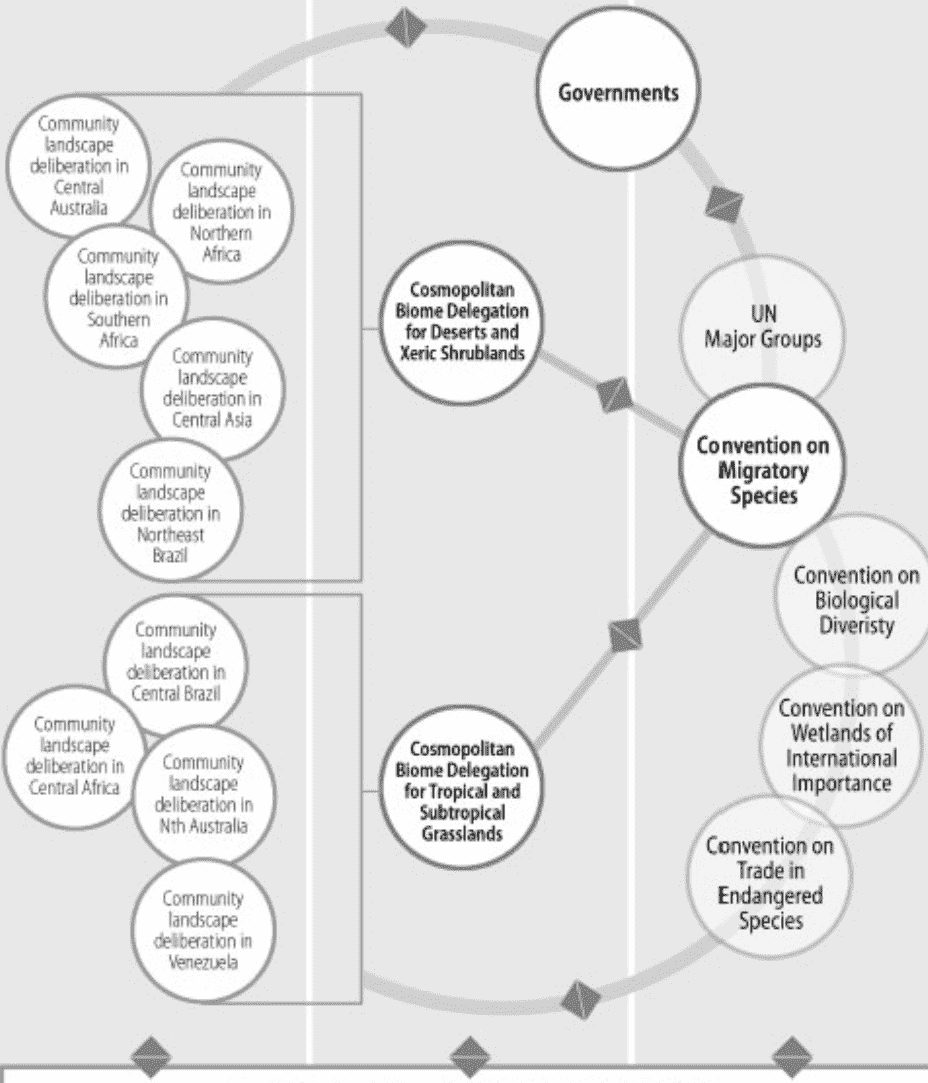 Governments
Community
landscape
deliberation in
Central
Australia
Community
landscape
deliberation in
Northern
Africa
Community
landscape
deliberation in
Southern
Africa
Community
landscape
deliberation in
Central Asia
Community
landscape
deliberation in
Northeast
Brazil
Cosmopolitan
Biome Delegation
for Deserts and
Xeric Shrublands
UN
Major Groups
Convention on
Migratory
Species
Convention on
Biological
Diveristy
Convention on
Wetlands of
International
Importance
Convention on
Trade in
Endangered
Species
Community
landscape
deliberation in
Central Brazil
Community
landscape
deliberation in
Central Africa
Community
landscape
deliberation in
Nth Australia
Community
landscape
deliberation in
Venezuela
Cosmopolitan
Biome Delegation
for Tropical and
Subtropical
Grasslands